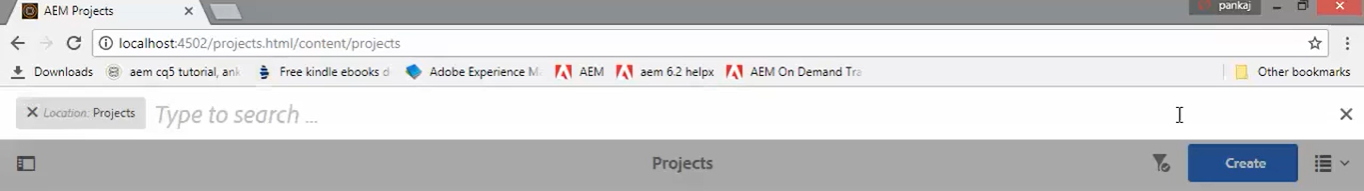 AEM Projects
pankaj
localhost:4502/projects.html/content/projects
Downloads aem cq5 tutorial, ank Free kindle ebooks d Adobe Experience M AEM aem 6.2 helpx AEM On Demand Tra Other bookmarks
Location: Projects Type to search ...
Projects Create